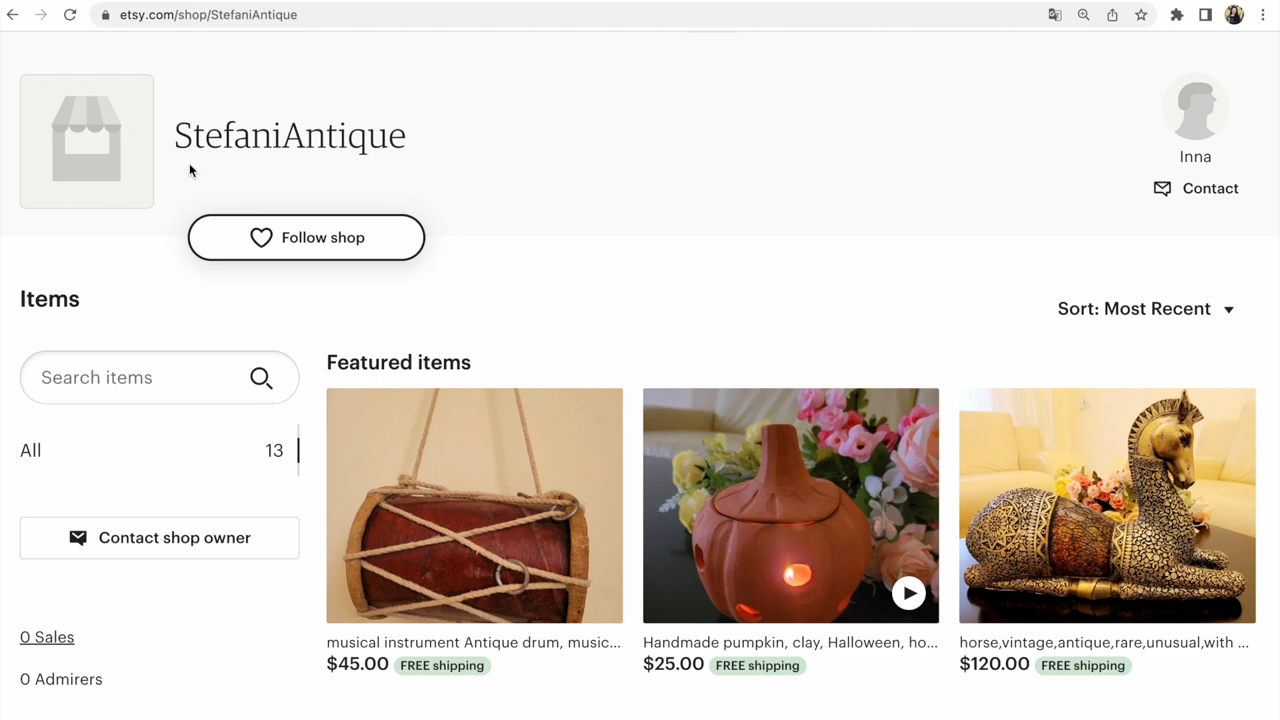 etsy.com/shop/StefaniAntique
StefaniAntique
Inna
Contact
Follow shop
Items
Sort: Most Recent
Search items
Featured items
All 13
Contact shop owner
0 Sales
0 Admirers
musical instrument Antique drum, music...
$45.00 FREE shipping
Handmade pumpkin, clay, Halloween, ho...
$25.00 FREE shipping
horse,vintage,antique,rare,unusual,with ...
$120.00 FREE shipping